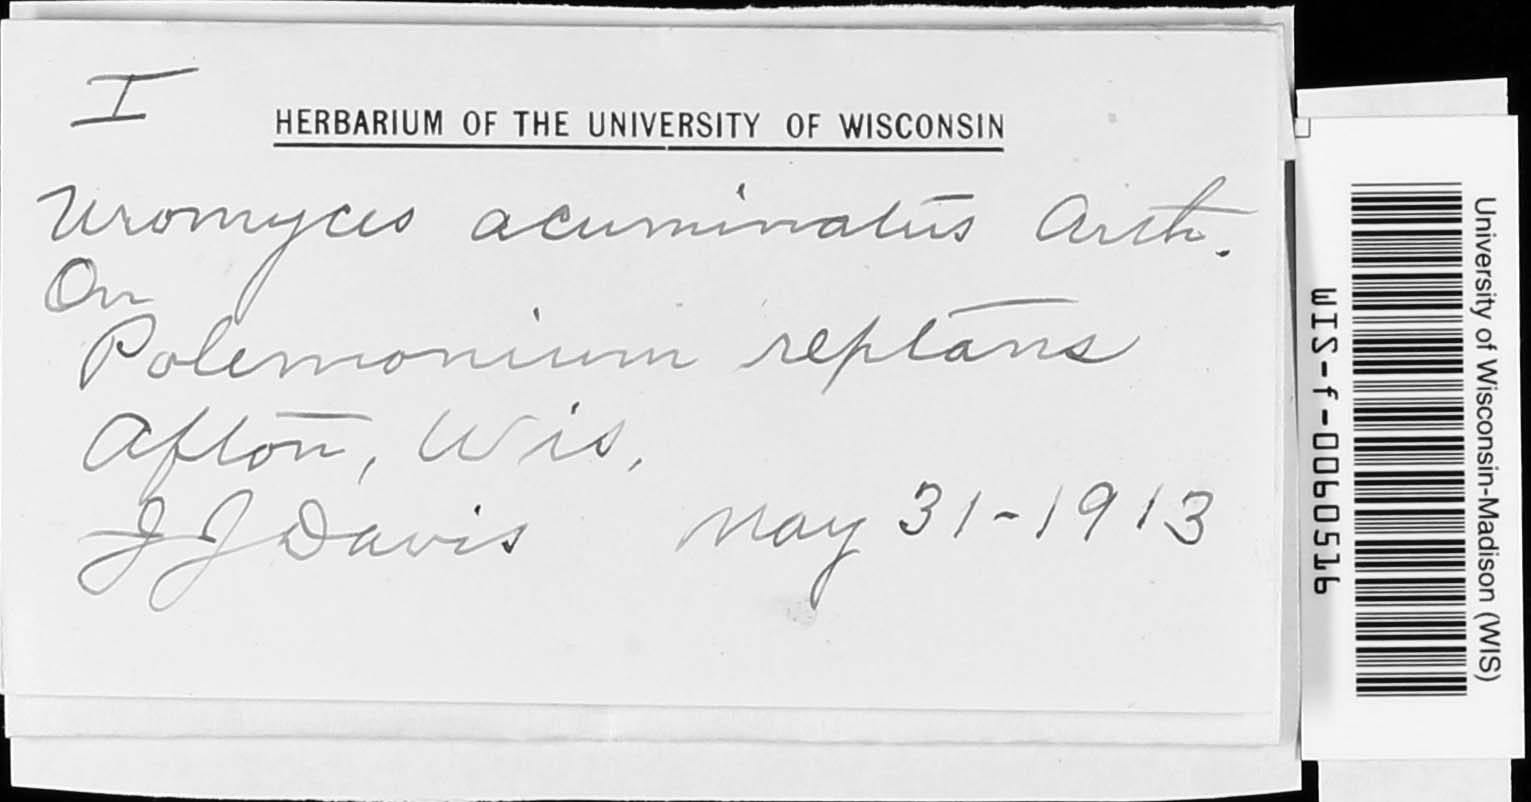 I
HERBARIUM OF THE UNIVERSITY OF WISCONSIN
Uromyces acuminatus Arth.
On
Polemonium reptans
Afton, Wis.
J J Davis May 31-1913
WIS-f-0060516
University of Wisconsin-Madison (WIS)